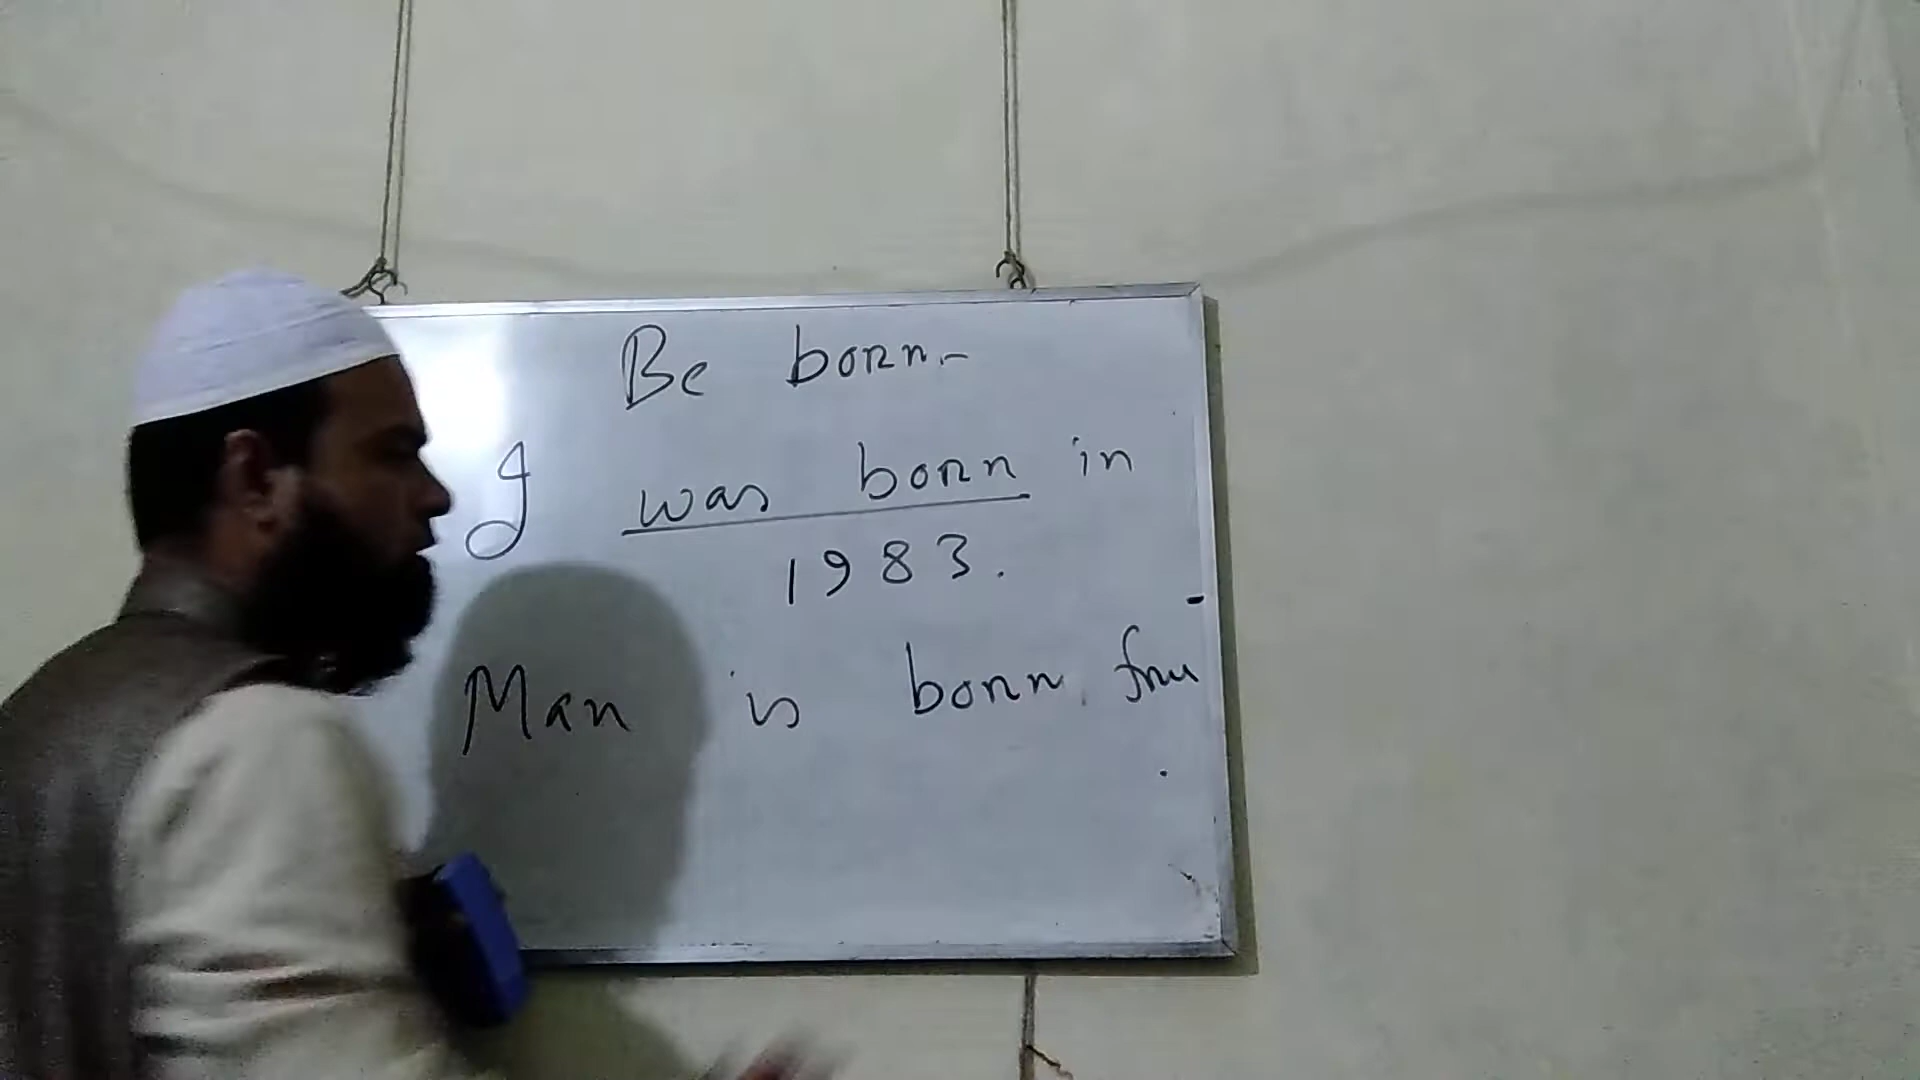 Be born.-
I was born in
1983.
Man is born free